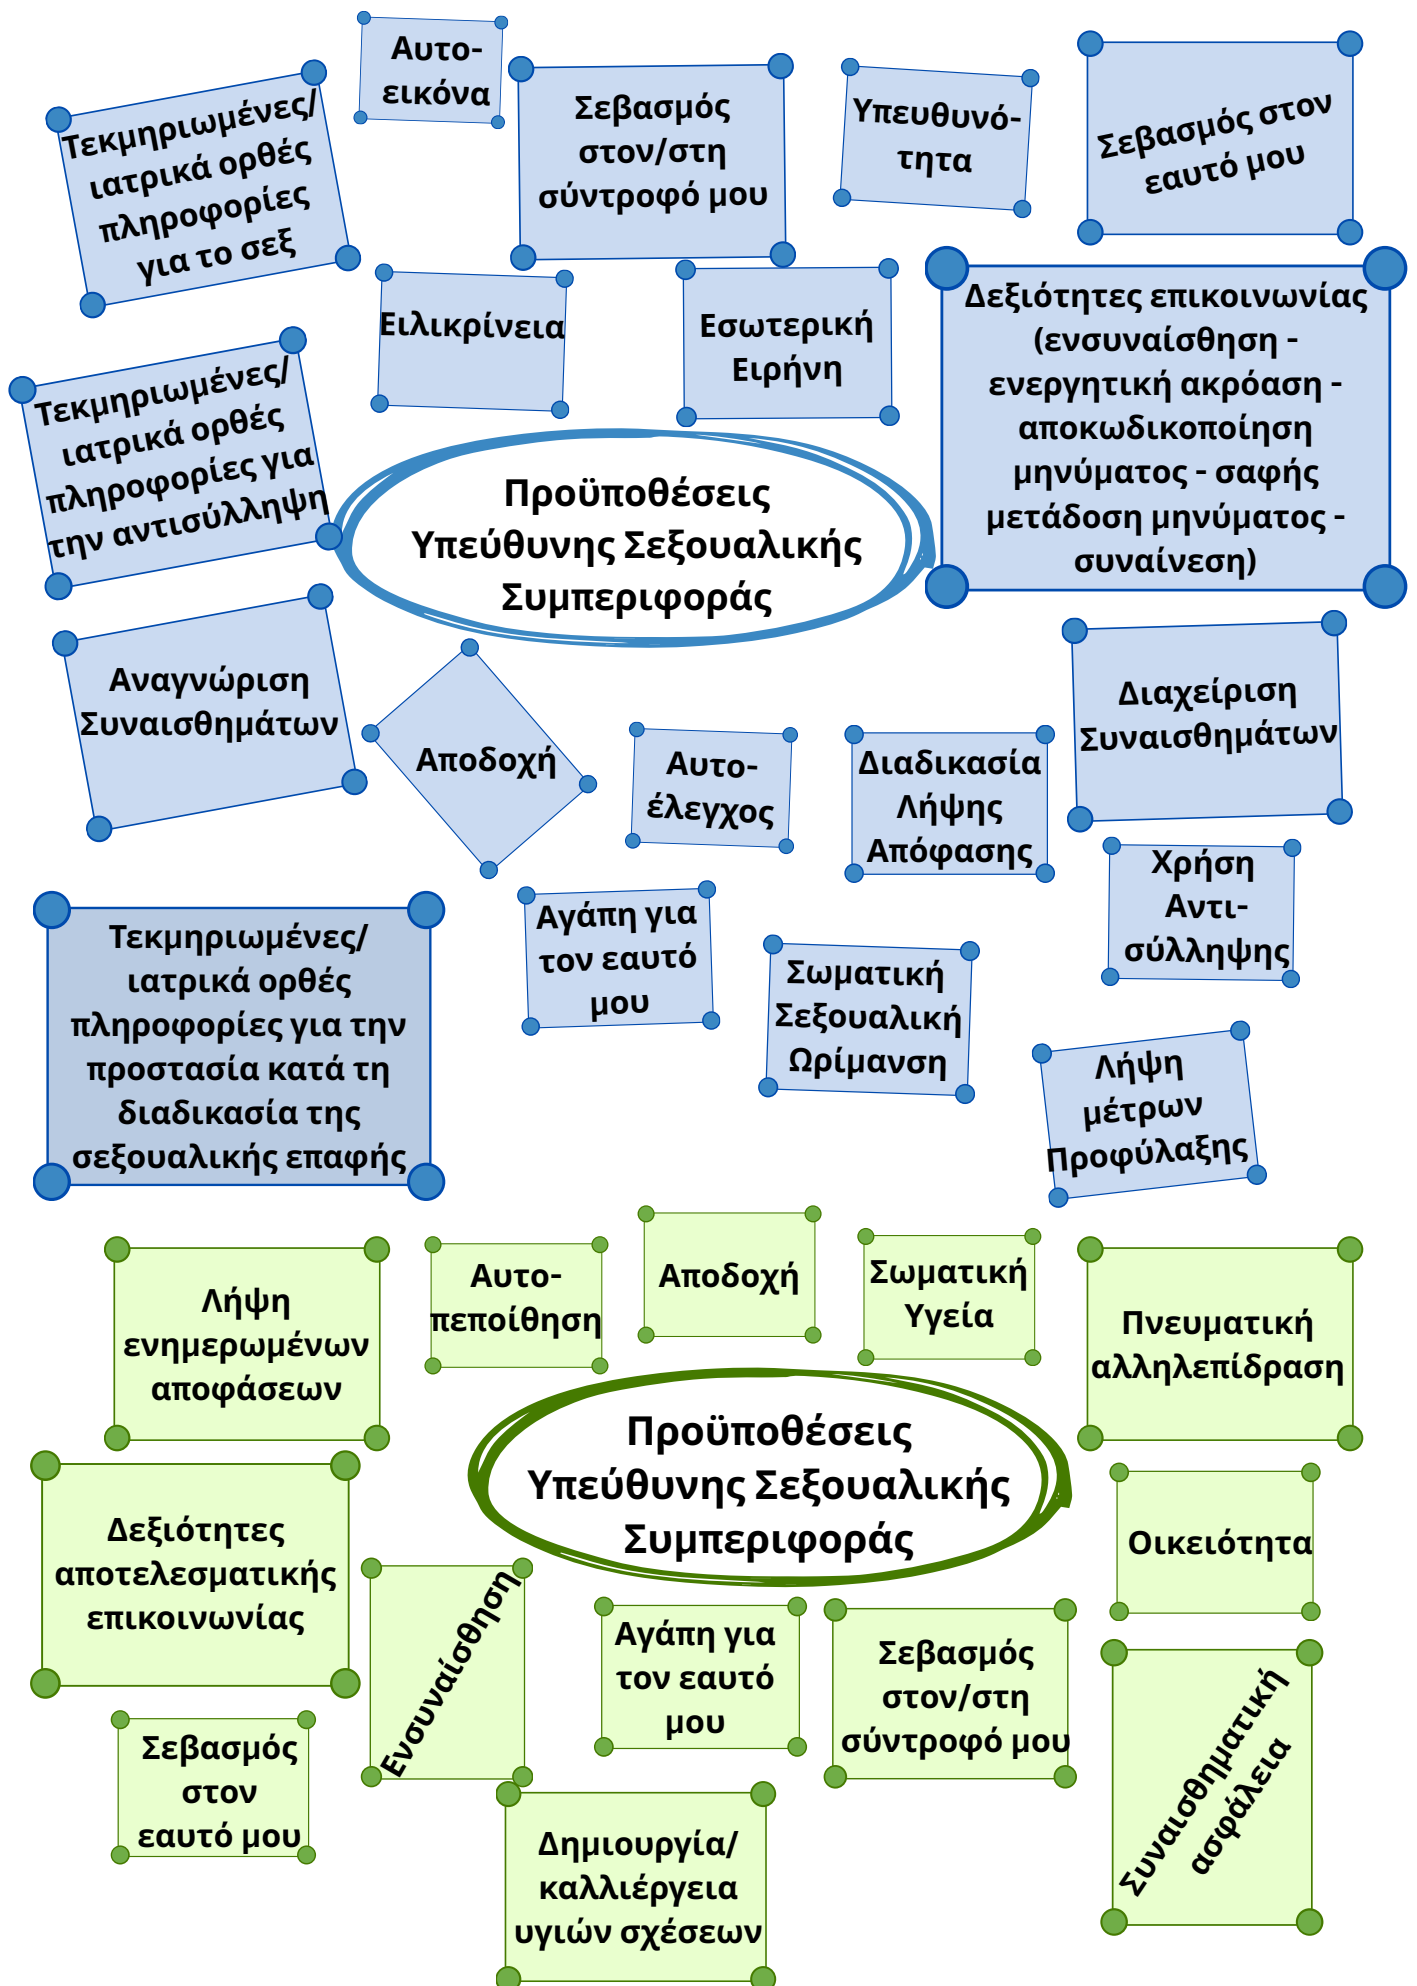 Αυτο-
εικόνα
Τεκμηριωμένες/
ιατρικά ορθές
πληροφορίες
για το σεξ
Σεβασμός
στον/στη
σύντροφό μου
Υπευθυνό-
τητα
Σεβασμός στον
εαυτό μου
Ειλικρίνεια
Εσωτερική
Ειρήνη
Δεξιότητες επικοινωνίας
(ενσυναίσθηση -
ενεργητική ακρόαση -
αποκωδικοποίηση
μηνύματος - σαφής
μετάδοση μηνύματος -
συναίνεση)
Τεκμηριωμένες/
ιατρικά ορθές
πληροφορίες για
την αντισύλληψη
Προϋποθέσεις
Υπεύθυνης Σεξουαλικής
Συμπεριφοράς
Αναγνώριση
Συναισθημάτων
Αποδοχή
Αυτο-
έλεγχος
Διαδικασία
Λήψης
Απόφασης
Διαχείριση
Συναισθημάτων
Χρήση
Αντι-
σύλληψης
Τεκμηριωμένες/
ιατρικά ορθές
πληροφορίες για την
προστασία κατά τη
διαδικασία της
σεξουαλικής επαφής
Αγάπη για
τον εαυτό
μου
Σωματική
Σεξουαλική
Ωρίμανση
Λήψη
μέτρων
Προφύλαξης
Λήψη
ενημερωμένων
αποφάσεων
Αυτο-
πεποίθηση
Αποδοχή
Σωματική
Υγεία
Πνευματική
αλληλεπίδραση
Προϋποθέσεις
Υπεύθυνης Σεξουαλικής
Συμπεριφοράς
Δεξιότητες
αποτελεσματικής
επικοινωνίας
Οικειότητα
Ενσυναίσθηση
Αγάπη για
τον εαυτό
μου
Σεβασμός
στον/στη
σύντροφό μου
Συναισθηματική
ασφάλεια
Σεβασμός
στον
εαυτό μου
Δημιουργία/
καλλιέργεια
υγιών σχέσεων